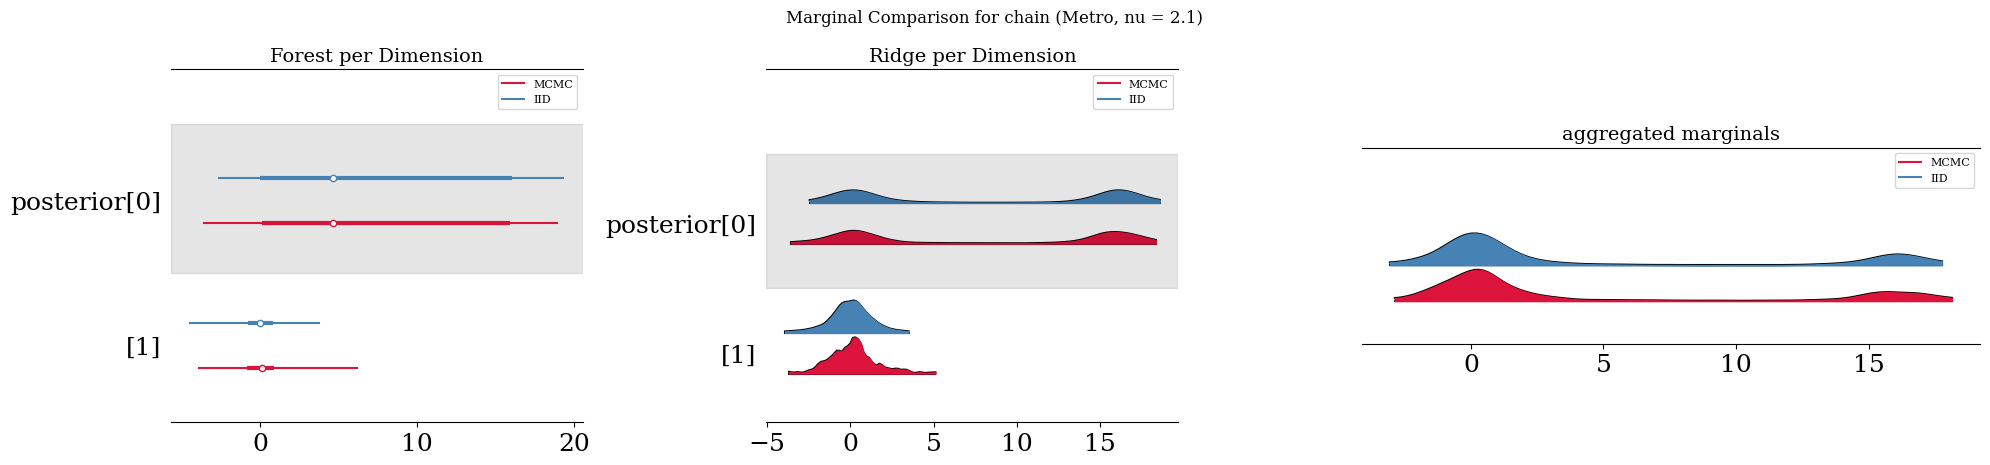 Marginal Comparison for chain (Metro, nu = 2.1)
Forest per Dimension
MCMC
IID
posterior[0]
[1]
0 10 20
Ridge per Dimension
MCMC
IID
posterior[0]
[1]
−5 0 5 10 15
aggregated marginals
MCMC
IID
0 5 10 15